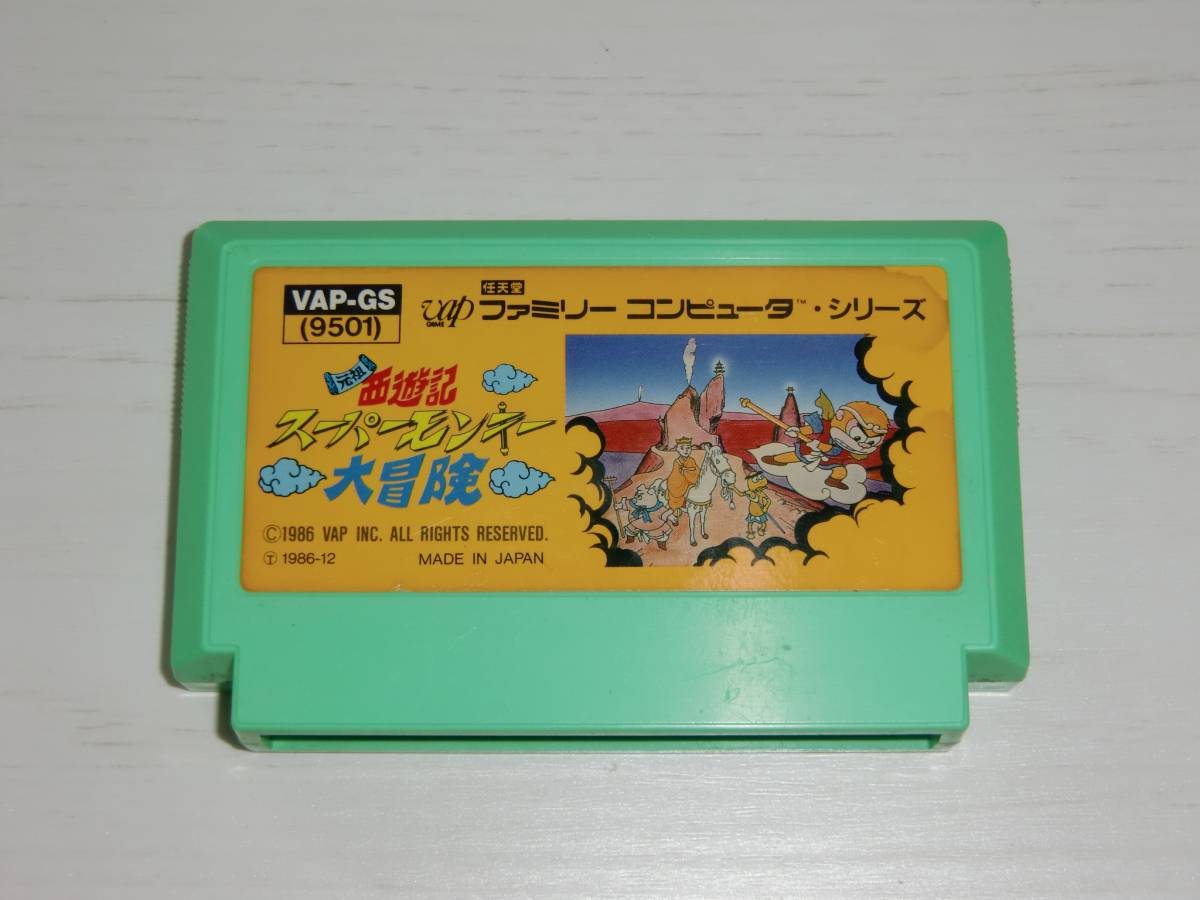 VAP-GS
(9501)
vap
GAME
任天堂
ファミリー コンピュータ™・シリーズ
元祖
西遊記
スーパーモンキー
大冒険
©1986 VAP INC. ALL RIGHTS RESERVED.
Ⓣ 1986-12 MADE IN JAPAN